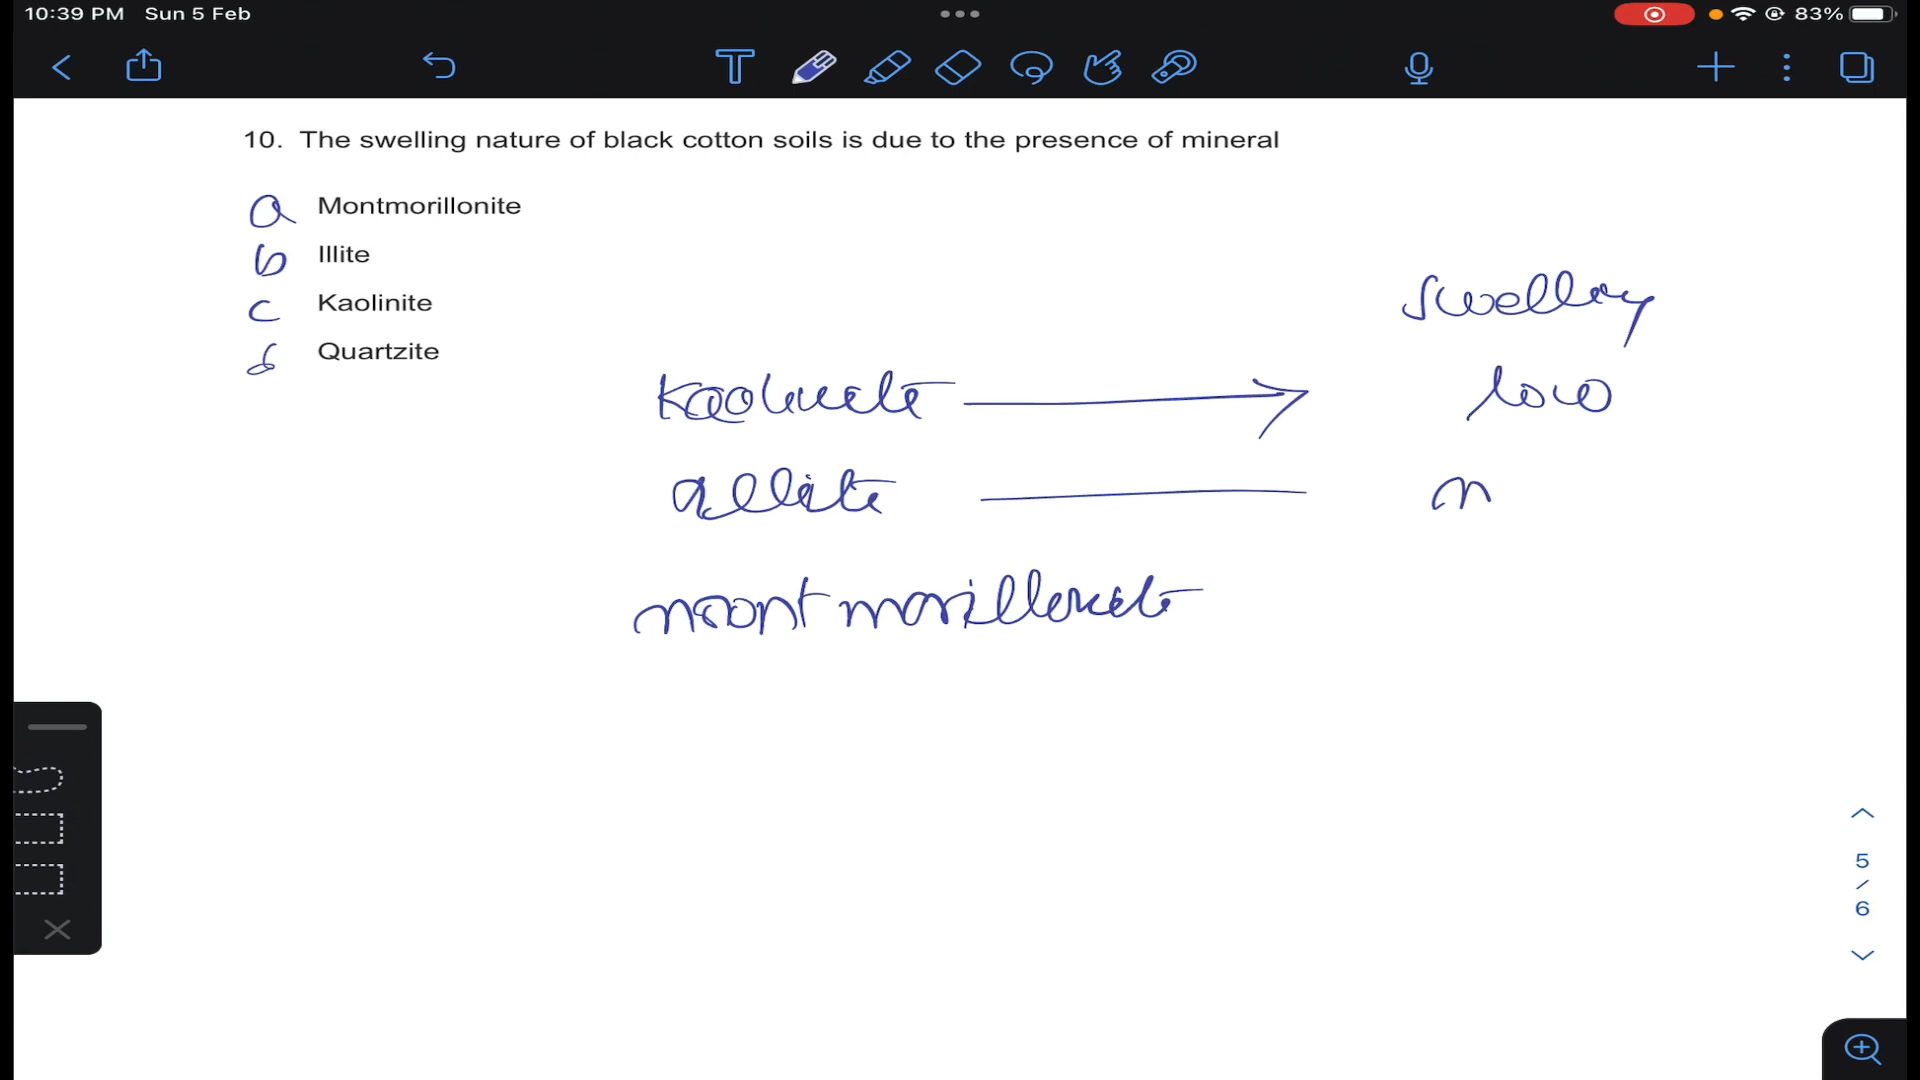 10:39 PM Sun 5 Feb
83%
T
10. The swelling nature of black cotton soils is due to the presence of mineral
a Montmorillonite
b Illite
c Kaolinite
d Quartzite
swelling
Kaolinite low
illite m
montmorillonite
5
/
6